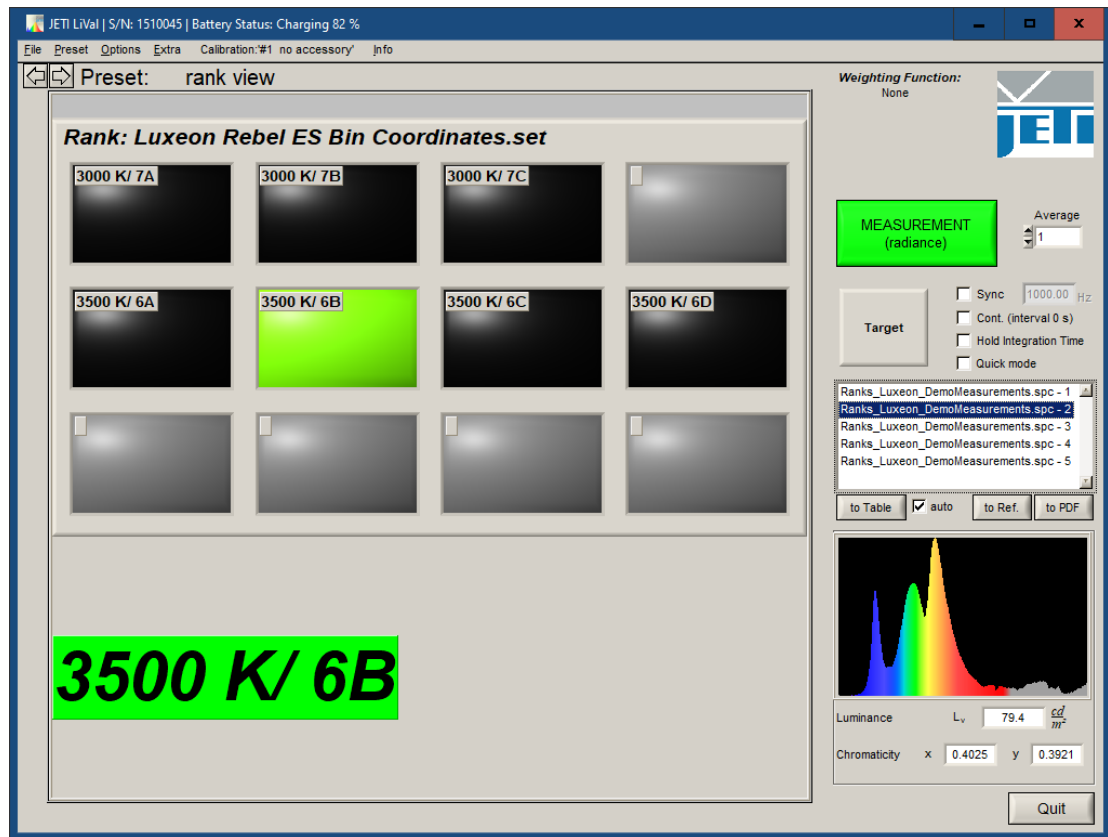 JETI LiVal | S/N: 1510045 | Battery Status: Charging 82 %
File Preset Options Extra Calibration:'#1 no accessory' Info
Preset: rank view
Rank: Luxeon Rebel ES Bin Coordinates.set
3000 K/ 7A
3000 K/ 7B
3000 K/ 7C
3500 K/ 6A
3500 K/ 6B
3500 K/ 6C
3500 K/ 6D
3500 K/ 6B
Weighting Function:
None
JETI
MEASUREMENT
(radiance)
Average
1
Target
Sync 1000.00 Hz
Cont. (interval 0 s)
Hold Integration Time
Quick mode
Ranks_Luxeon_DemoMeasurements.spc - 1
Ranks_Luxeon_DemoMeasurements.spc - 2
Ranks_Luxeon_DemoMeasurements.spc - 3
Ranks_Luxeon_DemoMeasurements.spc - 4
Ranks_Luxeon_DemoMeasurements.spc - 5
to Table auto to Ref. to PDF
Luminance Lv 79.4 cd/m²
Chromaticity x 0.4025 y 0.3921
Quit